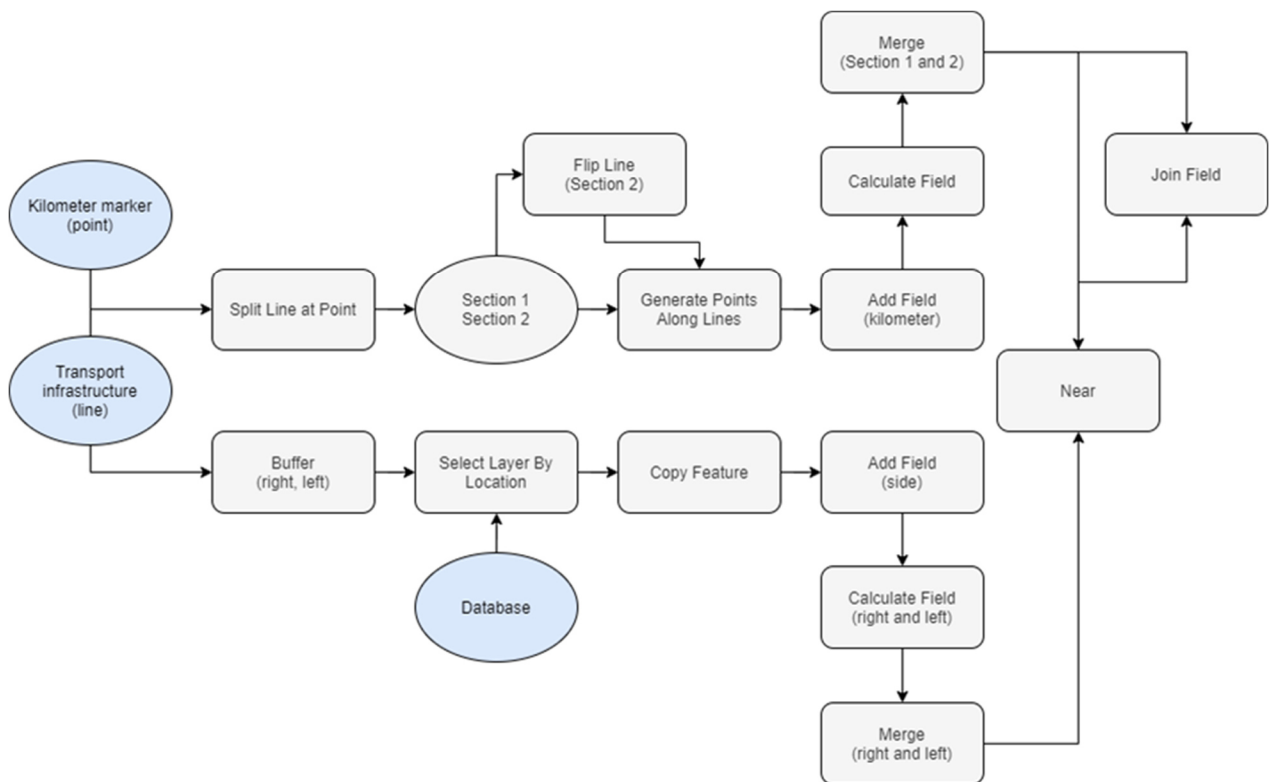 Merge
(Section 1 and 2)
Flip Line
(Section 2)
Calculate Field
Join Field
Kilometer marker
(point)
Split Line at Point
Section 1
Section 2
Generate Points
Along Lines
Add Field
(kilometer)
Transport
infrastructure
(line)
Near
Buffer
(right, left)
Select Layer By
Location
Copy Feature
Add Field
(side)
Database
Calculate Field
(right and left)
Merge
(right and left)